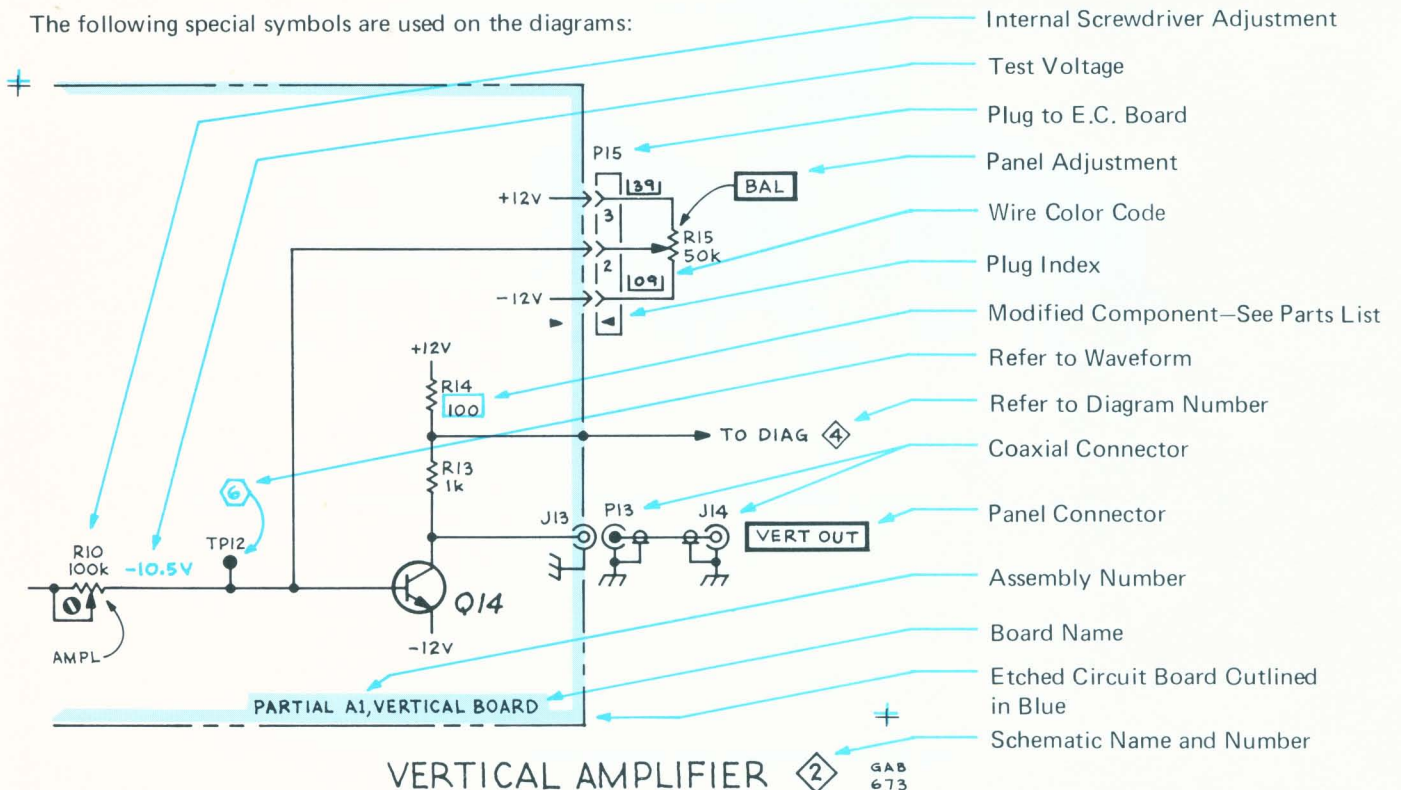 The following special symbols are used on the diagrams:
Internal Screwdriver Adjustment
Test Voltage
Plug to E.C. Board
Panel Adjustment
Wire Color Code
Plug Index
Modified Component—See Parts List
Refer to Waveform
Refer to Diagram Number
Coaxial Connector
Panel Connector
Assembly Number
Board Name
Etched Circuit Board Outlined
in Blue
Schematic Name and Number
P15
39
BAL
+12V
3
R15
50k
2
09
-12V
+12V
R14
100
TO DIAG 4
R13
1k
6
J13
P13
J14
VERT OUT
R10
100k
-10.5V
TP12
Q14
-12V
AMPL
PARTIAL A1, VERTICAL BOARD
VERTICAL AMPLIFIER 2
GAB
673